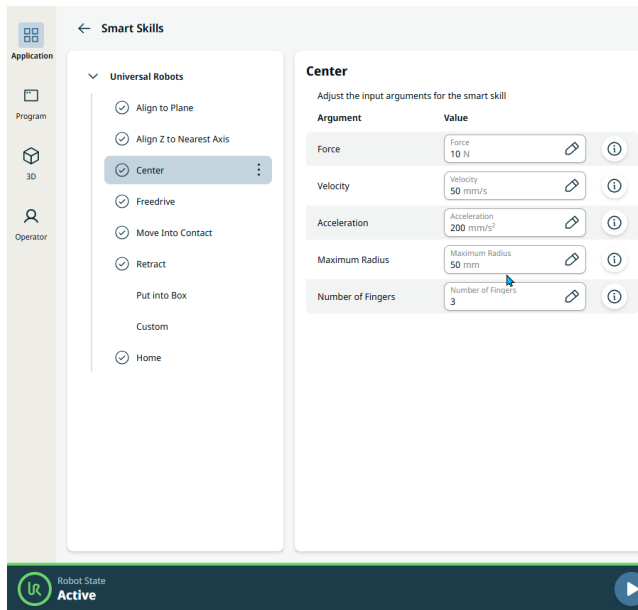 Smart Skills
Application
Program
3D
Operator
Universal Robots
Align to Plane
Align Z to Nearest Axis
Center
Freedrive
Move Into Contact
Retract
Put into Box
Custom
Home
Center
Adjust the input arguments for the smart skill
Argument Value
Force Force
10 N
Velocity Velocity
50 mm/s
Acceleration Acceleration
200 mm/s²
Maximum Radius Maximum Radius
50 mm
Number of Fingers Number of Fingers
3
Robot State
Active